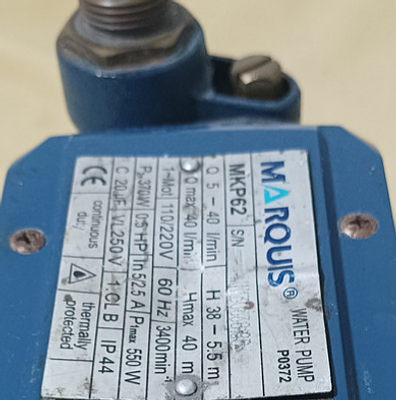 MARQUIS® WATER PUMP
P0372
MKP62 S/N
Q 5 - 40 l/min H 38 - 5.5 m
Q max 40 l/min Hmax 40 m
1~Mot 110/220V 60 Hz 3400min⁻¹
P₂ 370W 0.5 HP In 5/2.5 A P1max 550 W
C 20µF VL 250V I.Cl B IP 44
CE continuous duty thermally protected